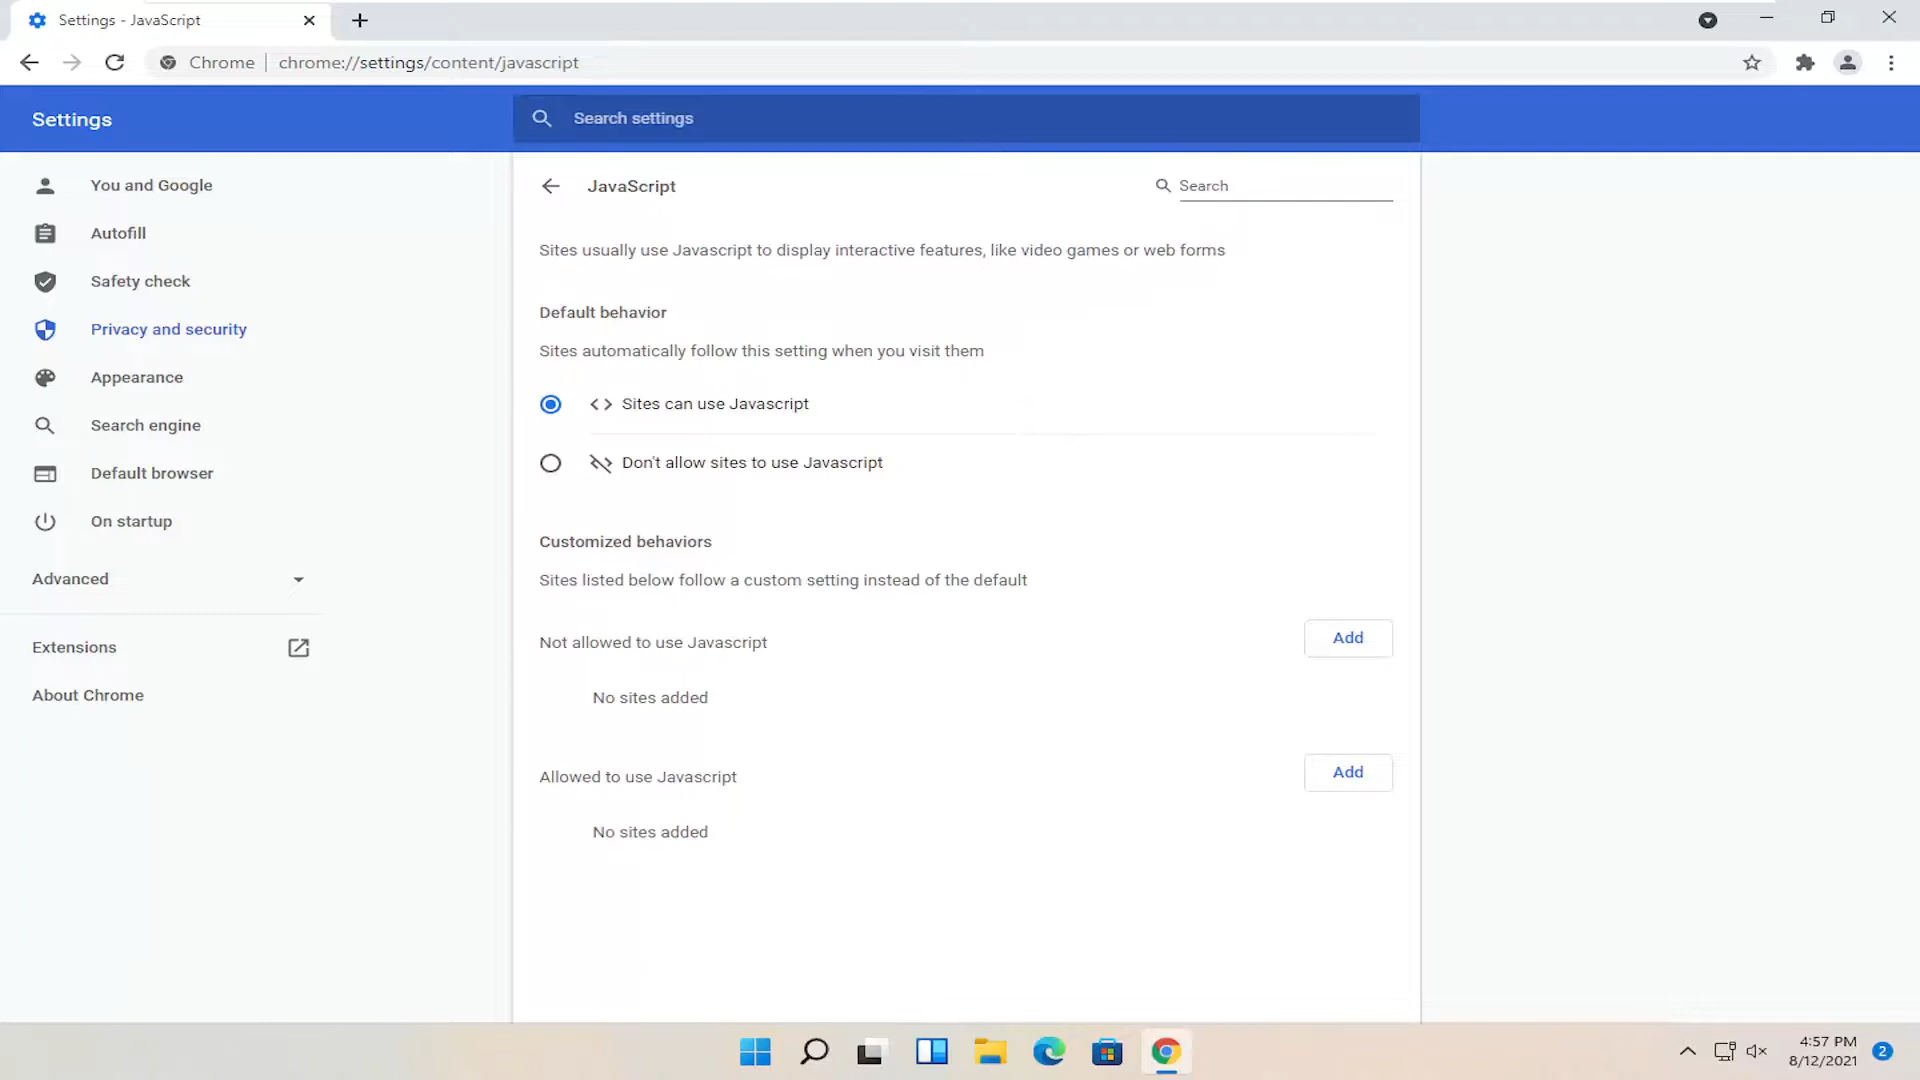 Settings - JavaScript
Chrome
chrome://settings/content/javascript
Settings
Search settings
You and Google
Autofill
Safety check
Privacy and security
Appearance
Search engine
Default browser
On startup
Advanced
Extensions
About Chrome
JavaScript
Search
Sites usually use Javascript to display interactive features, like video games or web forms
Default behavior
Sites automatically follow this setting when you visit them
Sites can use Javascript
Don't allow sites to use Javascript
Customized behaviors
Sites listed below follow a custom setting instead of the default
Not allowed to use Javascript
Add
No sites added
Allowed to use Javascript
Add
No sites added
4:57 PM
8/12/2021
2